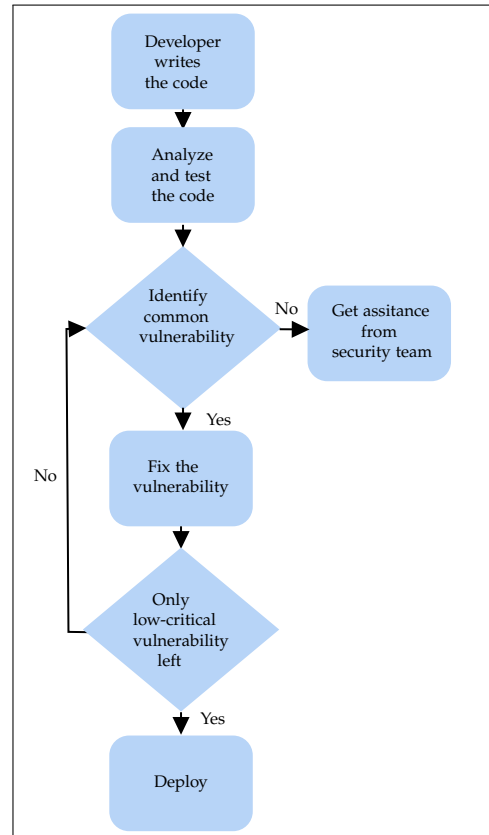 Developer
writes
the code
Analyze
and test
the code
Identify
common
vulnerability
No
Get assitance
from
security team
Yes
Fix the
vulnerability
No
Only
low-critical
vulnerability
left
Yes
Deploy